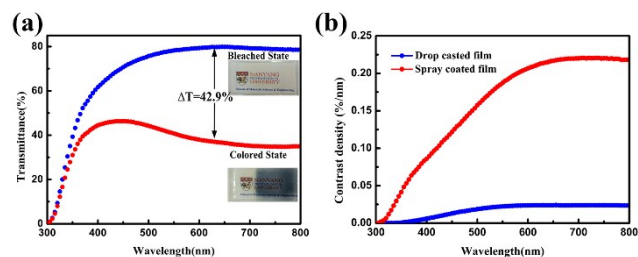 (a)
Transmittance(%)
80
60
40
20
0
Bleached State
NANYANG
TECHNOLOGICAL
UNIVERSITY
ΔT=42.9%
Colored State
NANYANG
TECHNOLOGICAL
UNIVERSITY
300 400 500 600 700 800
Wavelength(nm)
(b)
Contrast density (%/nm)
0.25
0.20
0.15
0.10
0.05
0.00
Drop casted film
Spray coated film
300 400 500 600 700 800
Wavelength(nm)